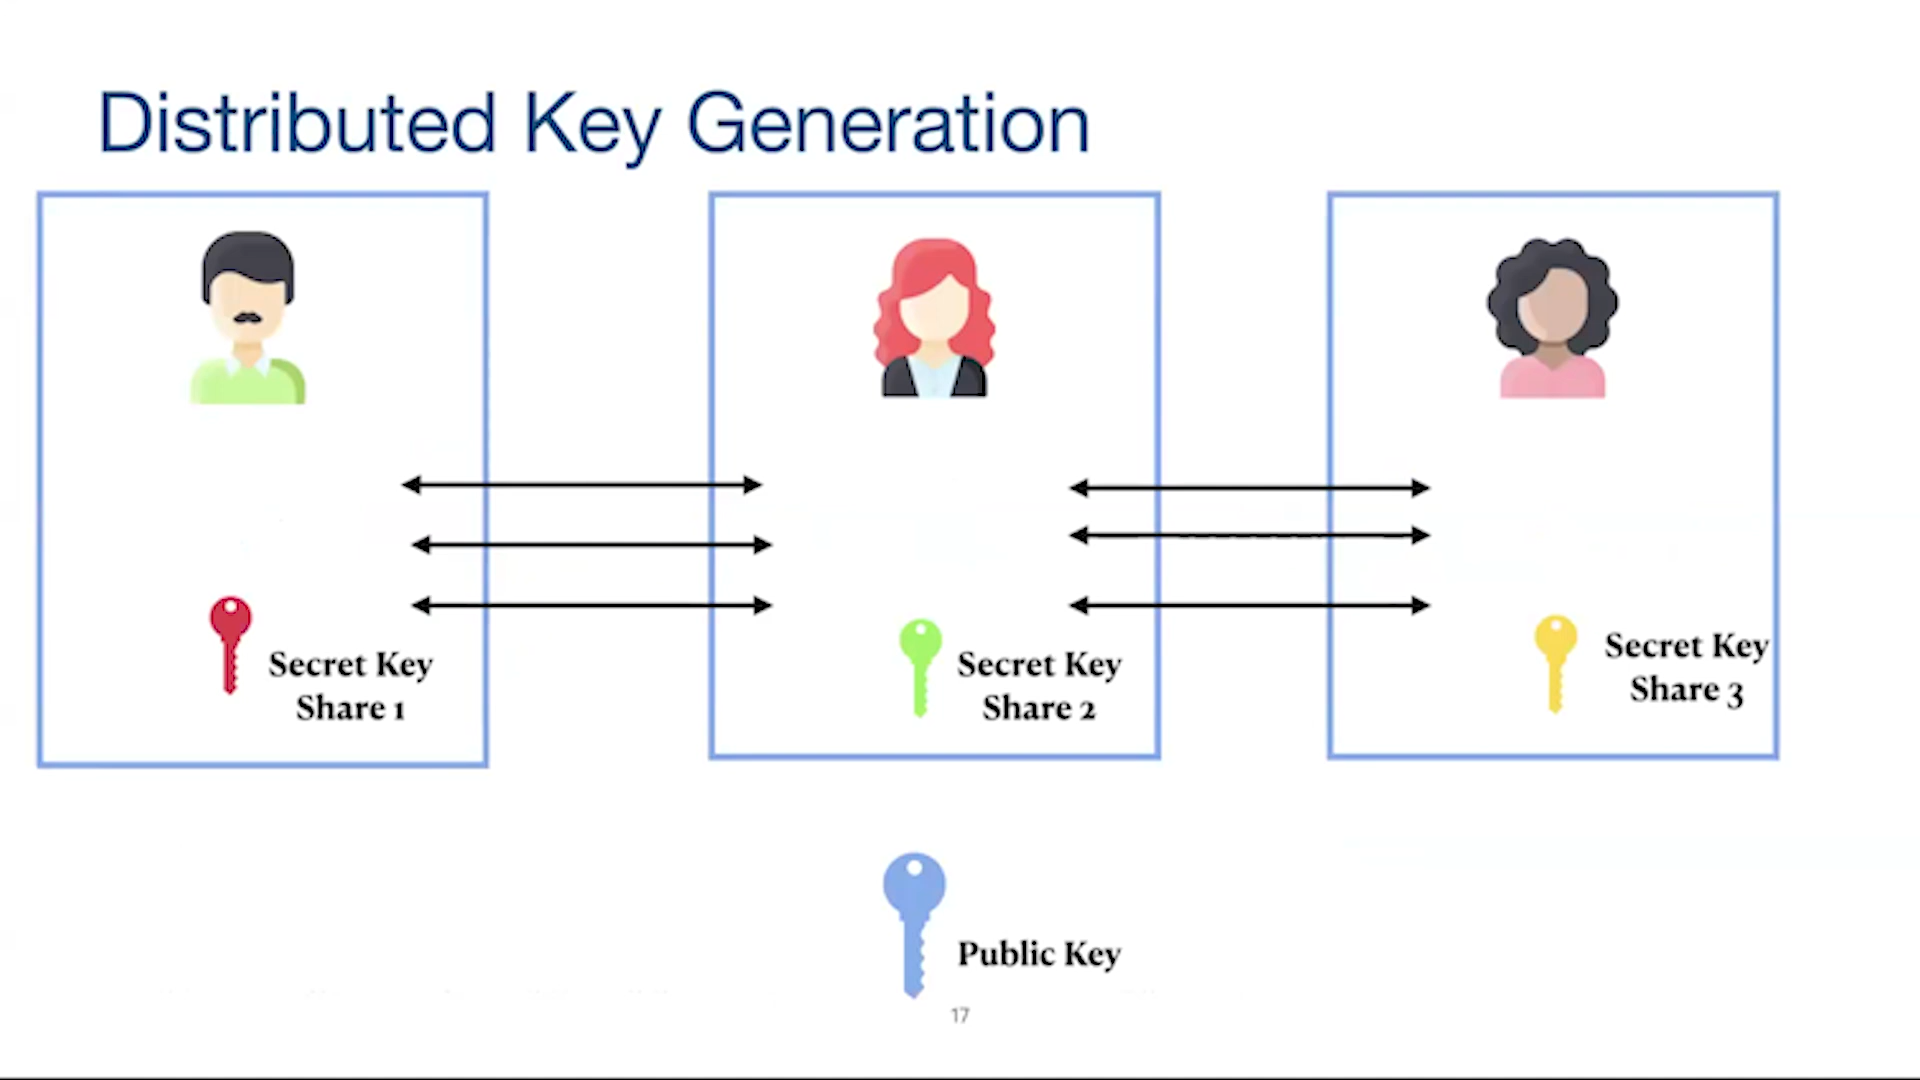 Distributed Key Generation
Secret Key
Share 1
Secret Key
Share 2
Secret Key
Share 3
Public Key
17